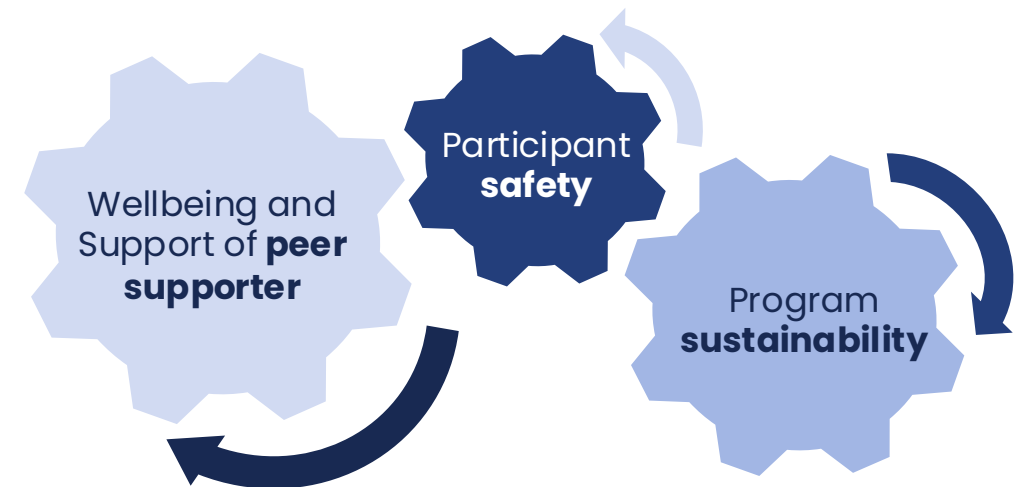 Wellbeing and
Support of peer
supporter
Participant
safety
Program
sustainability